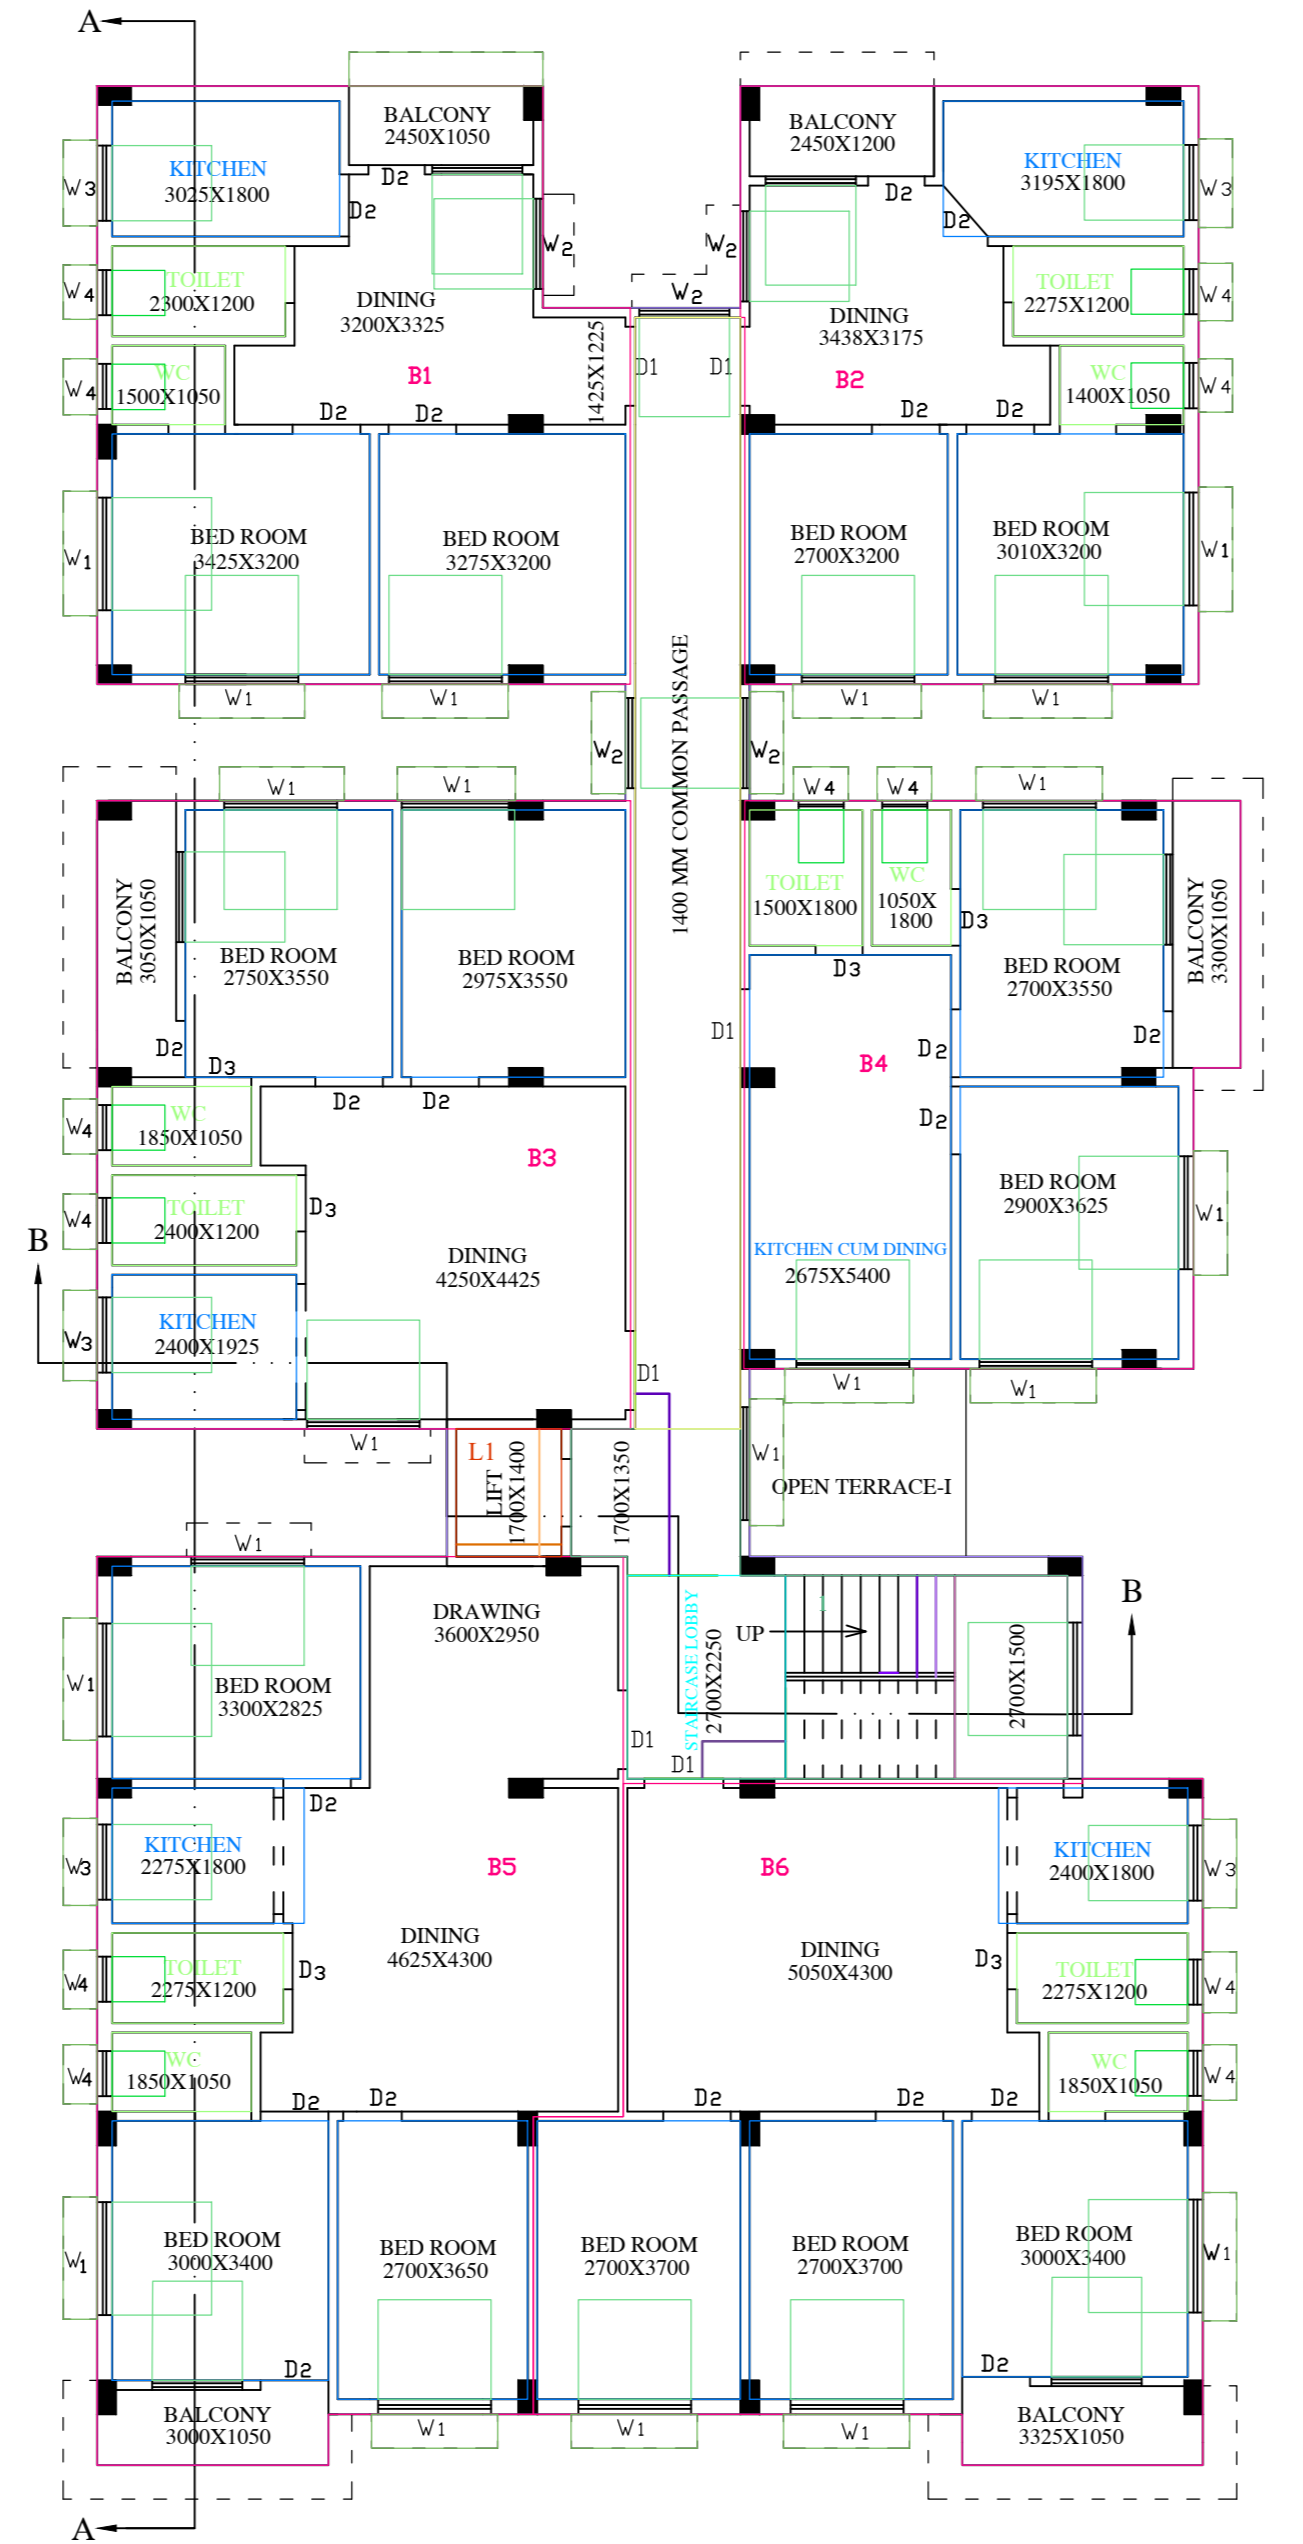 A
BALCONY
2450X1050
BALCONY
2450X1200
KITCHEN
3025X1800
KITCHEN
3195X1800
W3
D2
D2
D2
D2
W3
W2
W2
TOILET
2300X1200
W4
DINING
3200X3325
W2
DINING
3438X3175
TOILET
2275X1200
W4
1425X1225
D1
D1
WC
1500X1050
W4
B1
B2
WC
1400X1050
W4
D2
D2
D2
D2
BED ROOM
3425X3200
BED ROOM
3275X3200
BED ROOM
2700X3200
BED ROOM
3010X3200
W1
W1
W1
W1
W1
W1
1400 MM COMMON PASSAGE
W2
W2
W1
W1
W4
W4
W1
BALCONY
3050X1050
BED ROOM
2750X3550
BED ROOM
2975X3550
TOILET
1500X1800
WC
1050X
1800
D3
D3
BED ROOM
2700X3550
BALCONY
3300X1050
D1
D2
D3
D2
D2
D2
B4
D2
D2
WC
1850X1050
W4
B3
TOILET
2400X1200
W4
D3
BED ROOM
2900X3625
W1
B
DINING
4250X4425
KITCHEN CUM DINING
2675X5400
KITCHEN
2400X1925
W3
D1
W1
W1
W1
L1
LIFT
1700X1400
1700X1350
W1
OPEN TERRACE-I
W1
DRAWING
3600X2950
STAIRCASE LOBBY
2700X2250
1
UP
2700X1500
B
BED ROOM
3300X2825
W1
D1
D1
D2
KITCHEN
2275X1800
W3
B5
B6
KITCHEN
2400X1800
W3
DINING
4625X4300
DINING
5050X4300
TOILET
2275X1200
W4
D3
D3
TOILET
2275X1200
W4
WC
1850X1050
W4
WC
1850X1050
W4
D2
D2
D2
D2
D2
BED ROOM
3000X3400
W1
BED ROOM
2700X3650
BED ROOM
2700X3700
BED ROOM
2700X3700
BED ROOM
3000X3400
W1
D2
D2
BALCONY
3000X1050
W1
W1
W1
BALCONY
3325X1050
A